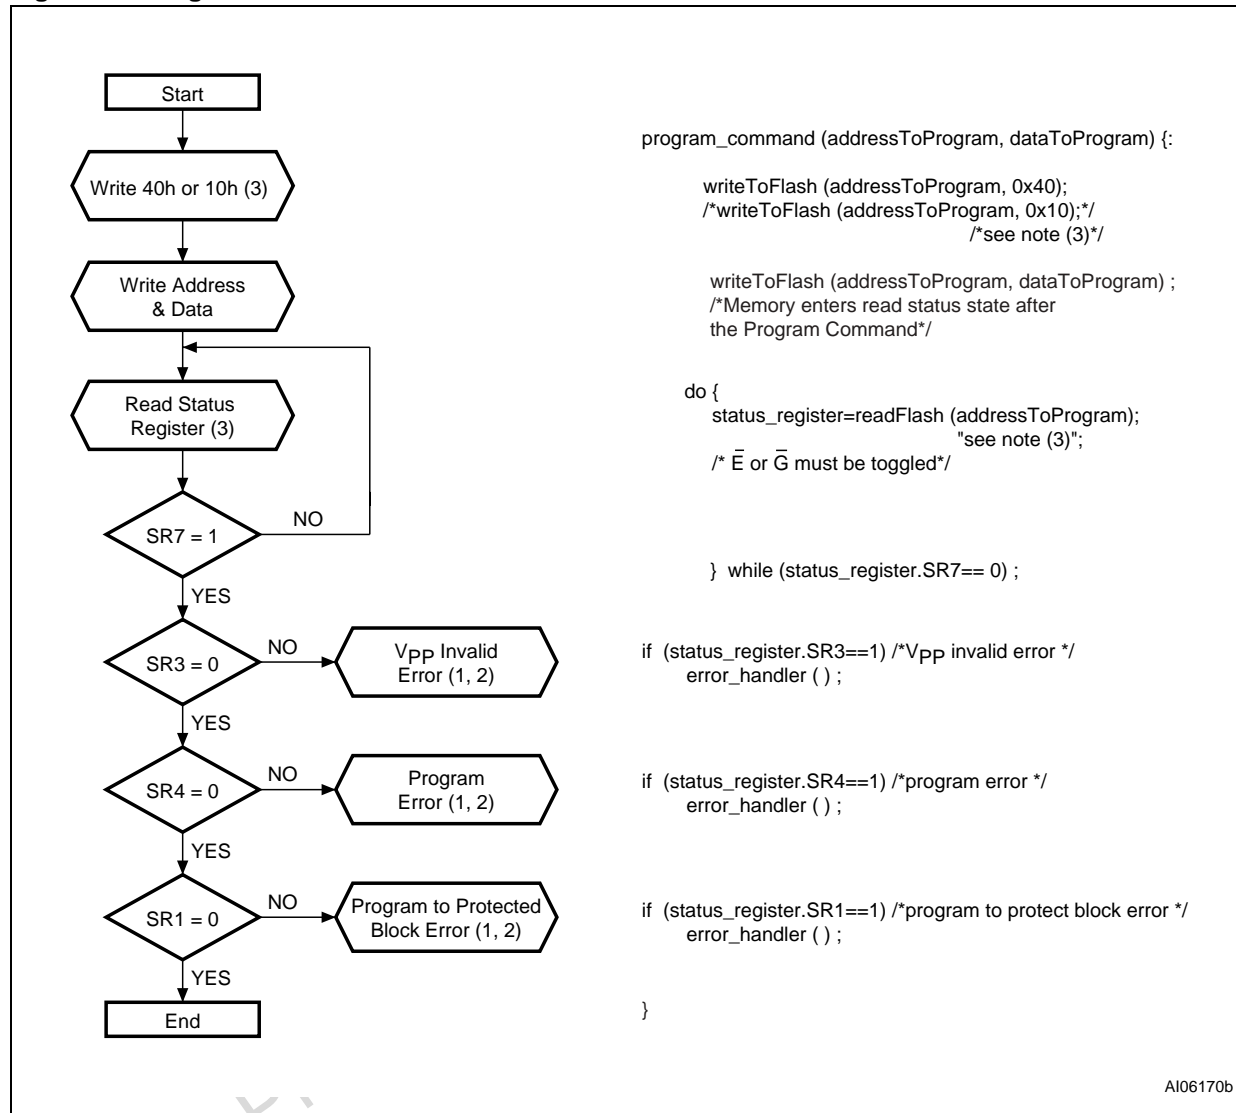 Start
Write 40h or 10h (3)
Write Address
& Data
Read Status
Register (3)
SR7 = 1
NO
YES
SR3 = 0
NO
VPP Invalid
Error (1, 2)
YES
SR4 = 0
NO
Program
Error (1, 2)
YES
SR1 = 0
NO
Program to Protected
Block Error (1, 2)
YES
End
program_command (addressToProgram, dataToProgram) {:
writeToFlash (addressToProgram, 0x40);
/*writeToFlash (addressToProgram, 0x10);*/
/*see note (3)*/
writeToFlash (addressToProgram, dataToProgram) ;
/*Memory enters read status state after
the Program Command*/
do {
status_register=readFlash (addressToProgram);
"see note (3)";
/* E̅ or G̅ must be toggled*/
} while (status_register.SR7== 0) ;
if (status_register.SR3==1) /*VPP invalid error */
error_handler ( ) ;
if (status_register.SR4==1) /*program error */
error_handler ( ) ;
if (status_register.SR1==1) /*program to protect block error */
error_handler ( ) ;
}
AI06170b